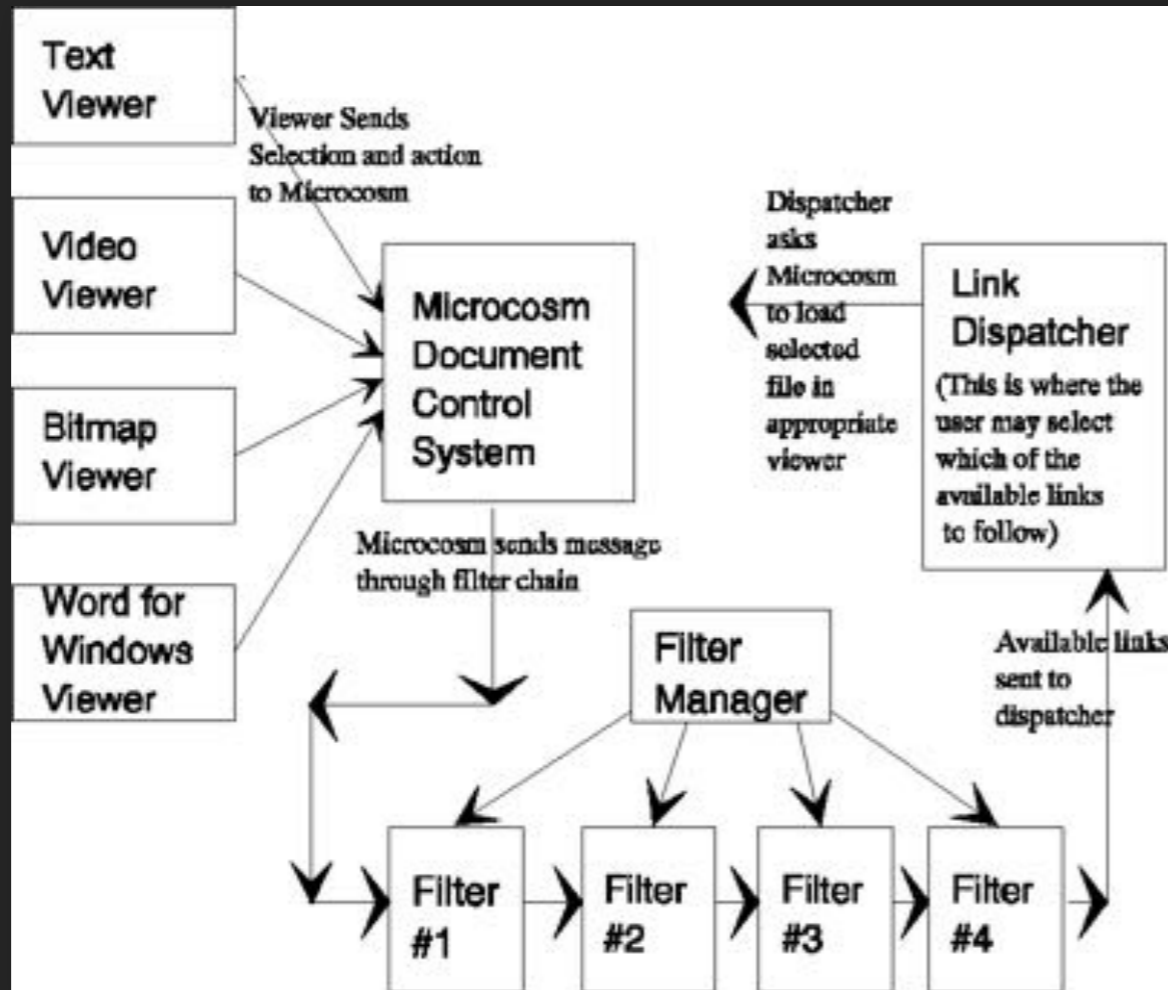 Text
Viewer
Viewer Sends
Selection and action
to Microcosm
Video
Viewer
Bitmap
Viewer
Word for
Windows
Viewer
Microcosm
Document
Control
System
Microcosm sends message
through filter chain
Dispatcher
asks
Microcosm
to load
selected
file in
appropriate
viewer
Link
Dispatcher
(This is where the
user may select
which of the
available links
to follow)
Filter
Manager
Available links
sent to
dispatcher
Filter
#1
Filter
#2
Filter
#3
Filter
#4